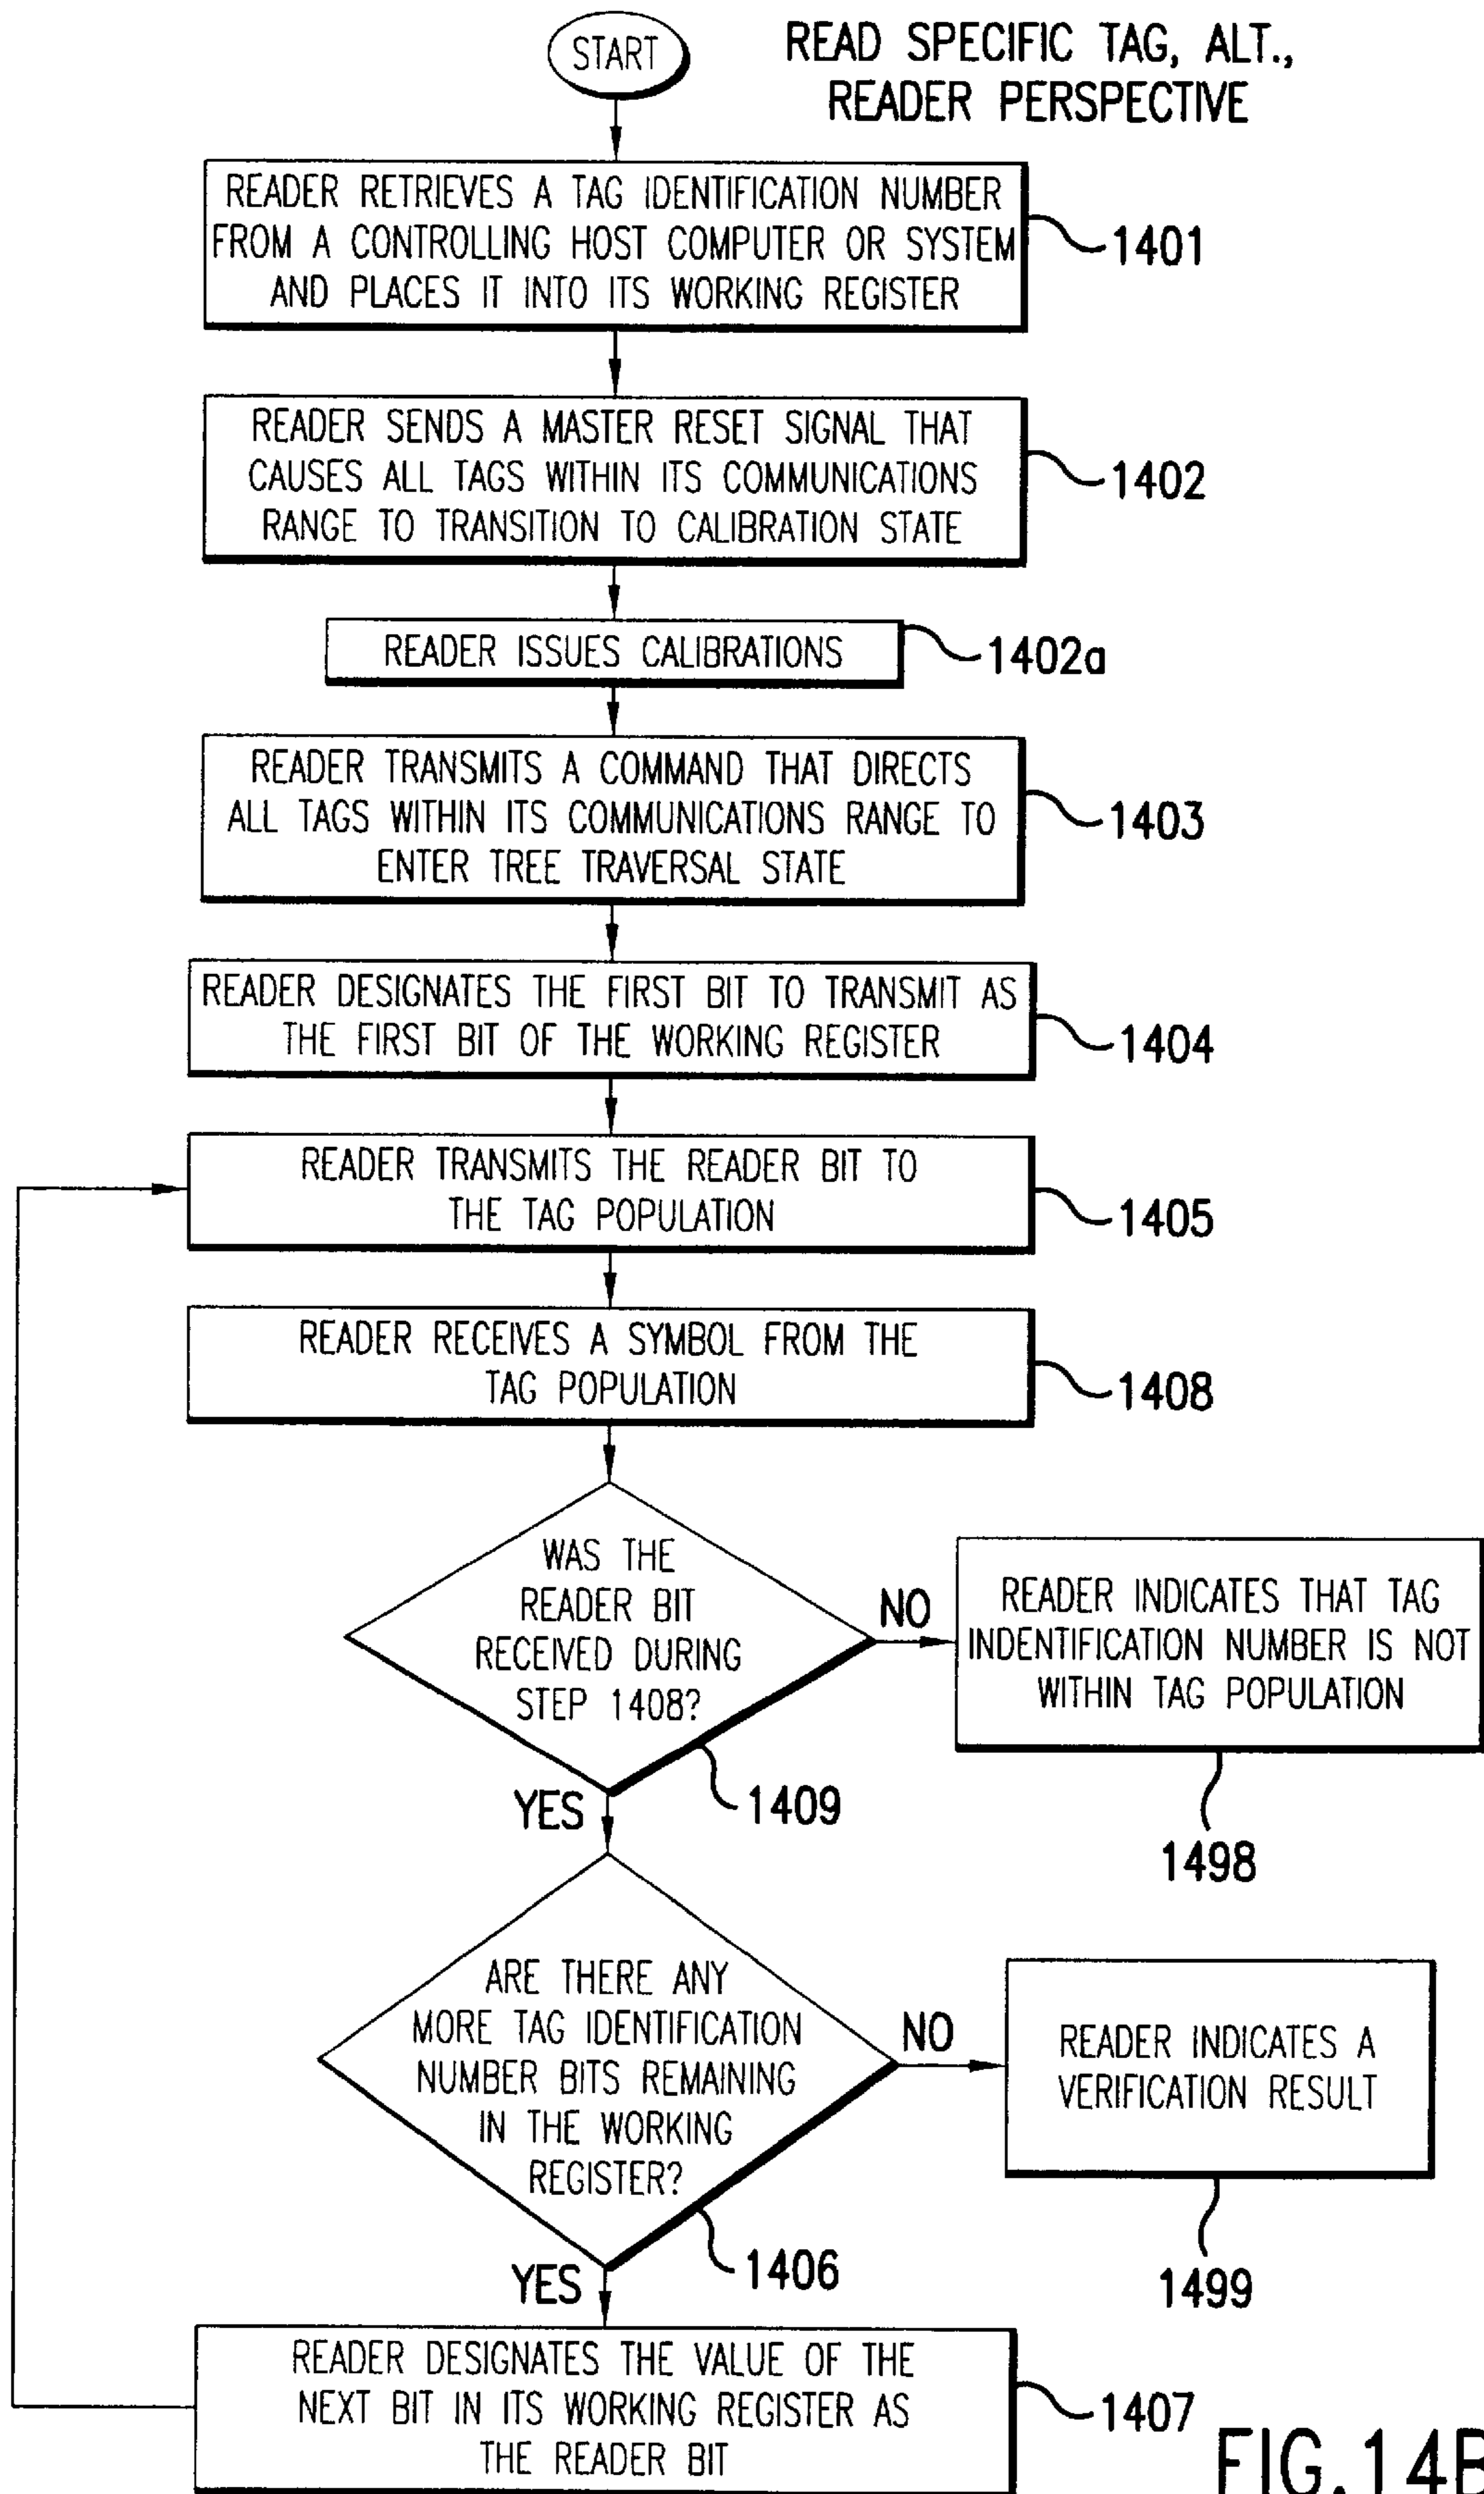 START
READ SPECIFIC TAG, ALT.,
READER PERSPECTIVE
READER RETRIEVES A TAG IDENTIFICATION NUMBER
FROM A CONTROLLING HOST COMPUTER OR SYSTEM
AND PLACES IT INTO ITS WORKING REGISTER
1401
READER SENDS A MASTER RESET SIGNAL THAT
CAUSES ALL TAGS WITHIN ITS COMMUNICATIONS
RANGE TO TRANSITION TO CALIBRATION STATE
1402
READER ISSUES CALIBRATIONS
1402a
READER TRANSMITS A COMMAND THAT DIRECTS
ALL TAGS WITHIN ITS COMMUNICATIONS RANGE TO
ENTER TREE TRAVERSAL STATE
1403
READER DESIGNATES THE FIRST BIT TO TRANSMIT AS
THE FIRST BIT OF THE WORKING REGISTER
1404
READER TRANSMITS THE READER BIT TO
THE TAG POPULATION
1405
READER RECEIVES A SYMBOL FROM THE
TAG POPULATION
1408
WAS THE
READER BIT
RECEIVED DURING
STEP 1408?
1409
NO
READER INDICATES THAT TAG
INDENTIFICATION NUMBER IS NOT
WITHIN TAG POPULATION
1498
YES
ARE THERE ANY
MORE TAG IDENTIFICATION
NUMBER BITS REMAINING
IN THE WORKING
REGISTER?
1406
NO
READER INDICATES A
VERIFICATION RESULT
1499
YES
READER DESIGNATES THE VALUE OF THE
NEXT BIT IN ITS WORKING REGISTER AS
THE READER BIT
1407
FIG.14B